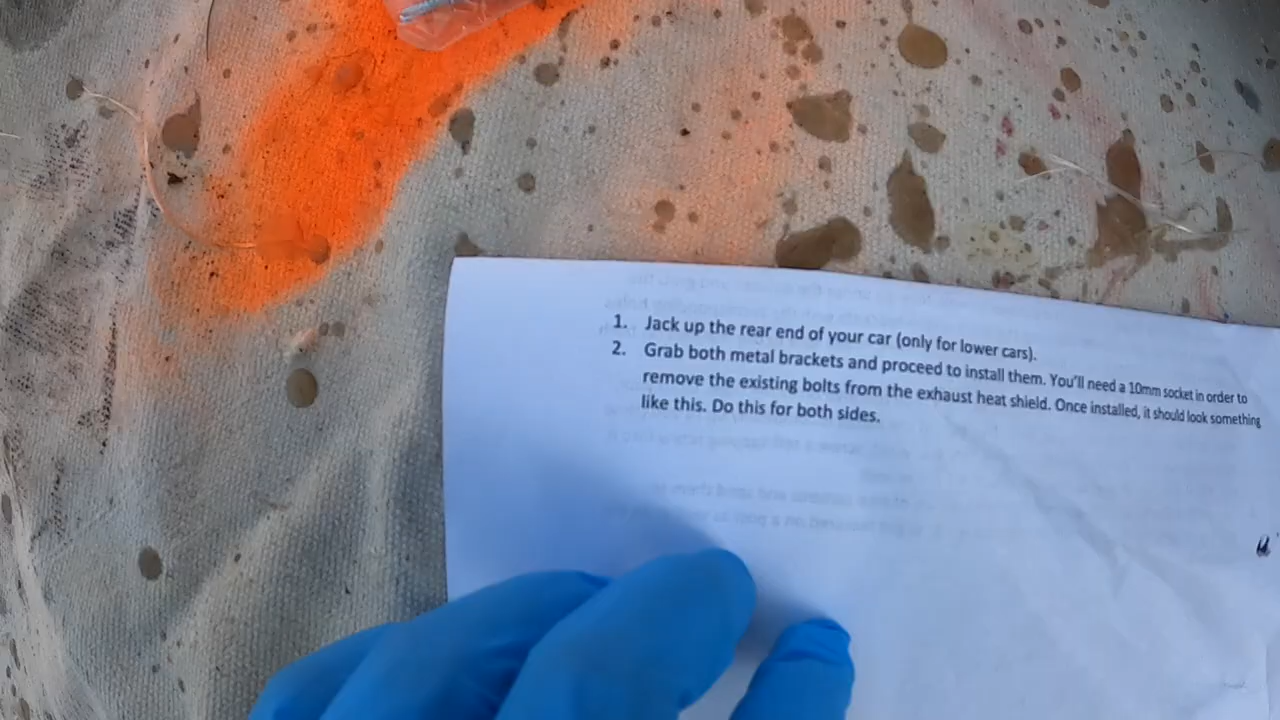 1. Jack up the rear end of your car (only for lower cars).
2. Grab both metal brackets and proceed to install them. You'll need a 10mm socket in order to
remove the existing bolts from the exhaust heat shield. Once installed, it should look something
like this. Do this for both sides.